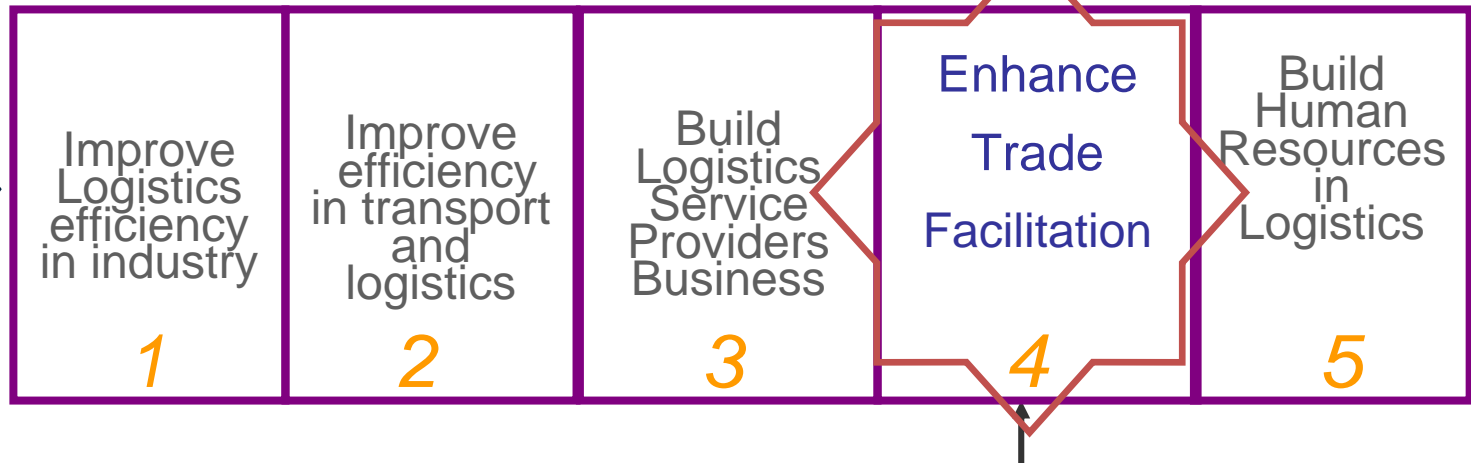 Improve
Logistics
efficiency
in industry
1
Improve
efficiency
in transport
and
logistics
2
Build
Logistics
Service
Providers
Business
3
Enhance
Trade
Facilitation
4
Build
Human
Resources
in
Logistics
5